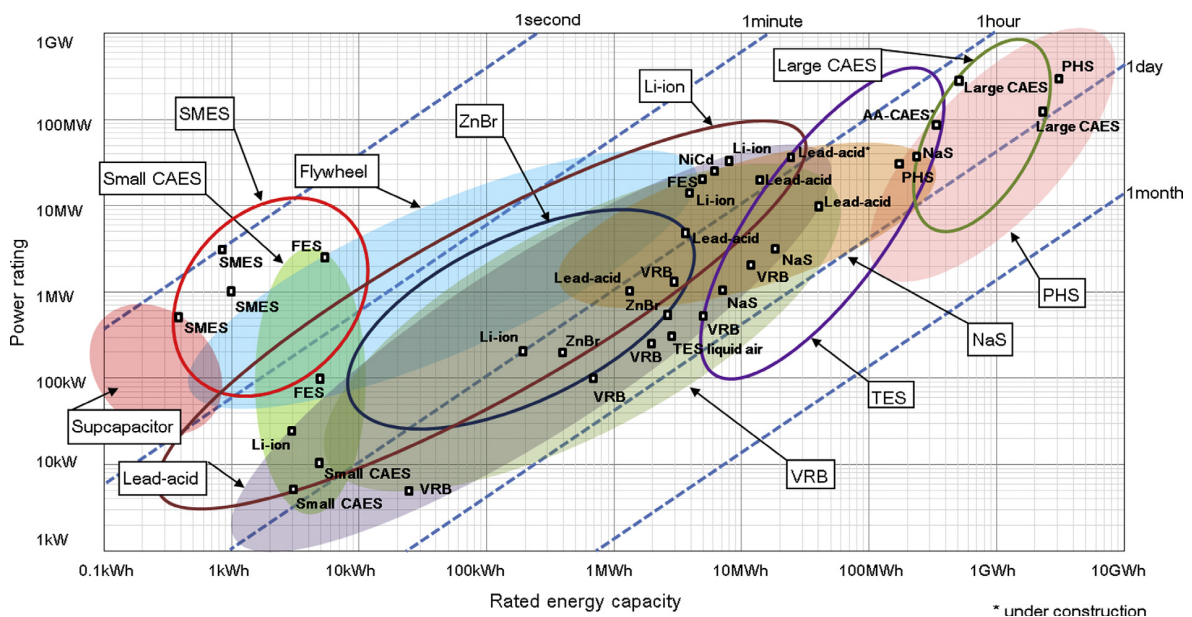 1second
1minute
1hour
1GW
Large CAES
PHS
1day
Li-ion
Large CAES
SMES
ZnBr
AA-CAES*
100MW
Large CAES
Li-ion
Lead-acid*
NaS
NiCd
Small CAES
Flywheel
FES
Lead-acid
PHS
Li-ion
1month
10MW
Lead-acid
Lead-acid
FES
SMES
NaS
Lead-acid
VRB
VRB
1MW
PHS
SMES
ZnBr
NaS
SMES
VRB
NaS
Li-ion
ZnBr
VRB
TES liquid air
100kW
FES
VRB
TES
Supcapacitor
Li-ion
Lead-acid
10kW
Small CAES
VRB
VRB
Small CAES
1kW
Power rating
0.1kWh
1kWh
10kWh
100kWh
1MWh
10MWh
100MWh
1GWh
10GWh
Rated energy capacity
* under construction